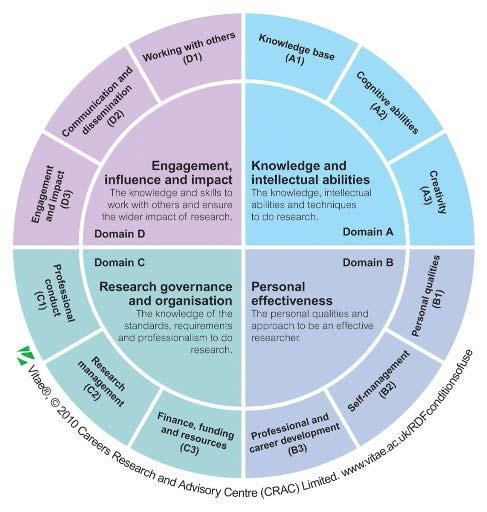 Knowledge base
(A1)
Cognitive abilities
(A2)
Creativity
(A3)
Knowledge and
intellectual abilities
The knowledge, intellectual
abilities and techniques
to do research.
Domain A
Domain B
Personal
effectiveness
The personal qualities and
approach to be an effective
researcher.
Personal qualities
(B1)
Self-management
(B2)
Professional and
career development
(B3)
Domain C
Research governance
and organisation
The knowledge of the
standards, requirements
and professionalism to do
research.
Professional
conduct
(C1)
Research
management
(C2)
Finance, funding
and resources
(C3)
Engagement,
influence and impact
The knowledge and skills to
work with others and ensure
the wider impact of research.
Domain D
Working with others
(D1)
Communication and
dissemination
(D2)
Engagement
and impact
(D3)
Vitae®, © 2010 Careers Research and Advisory Centre (CRAC) Limited. www.vitae.ac.uk/RDFconditionsofuse